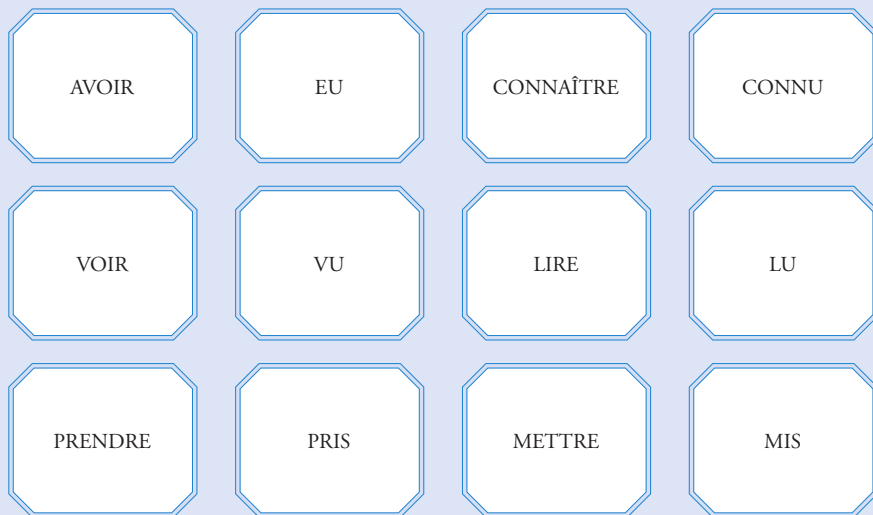 AVOIR EU CONNAÎTRE CONNU
VOIR VU LIRE LU
PRENDRE PRIS METTRE MIS